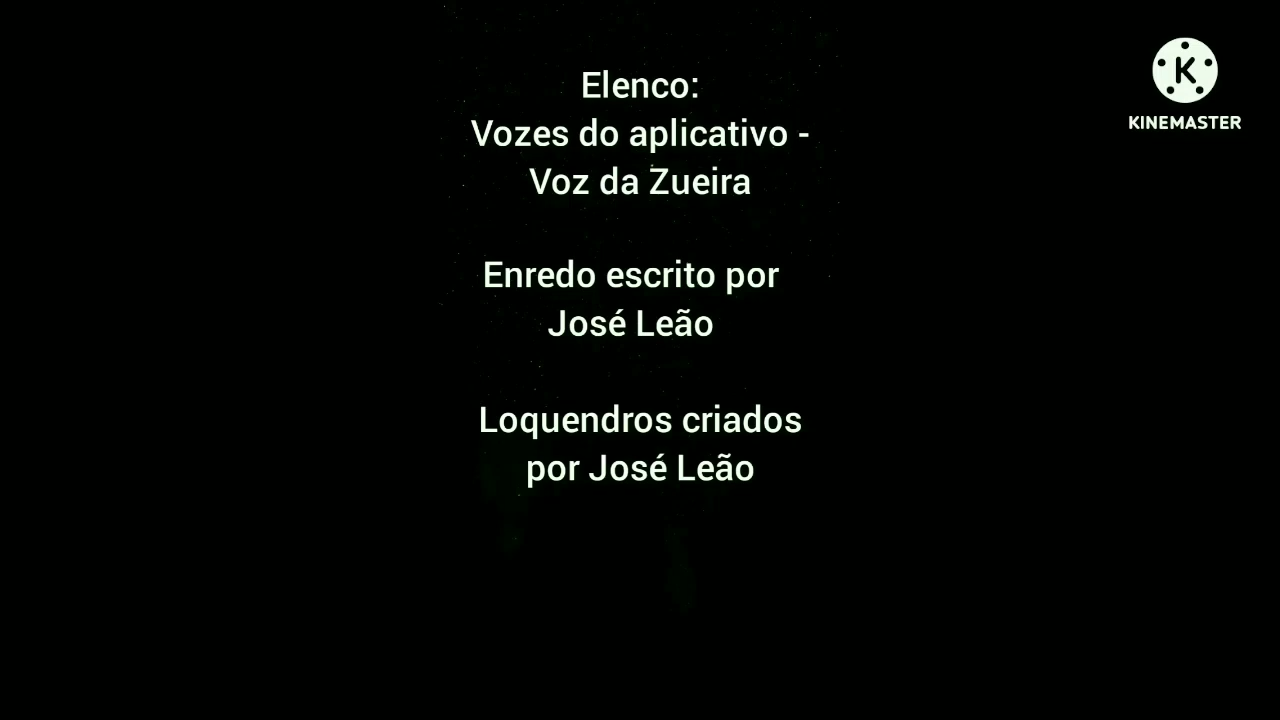 Elenco:
Vozes do aplicativo -
Voz da Zueira
Enredo escrito por
José Leão
Loquendros criados
por José Leão
K
KINEMASTER